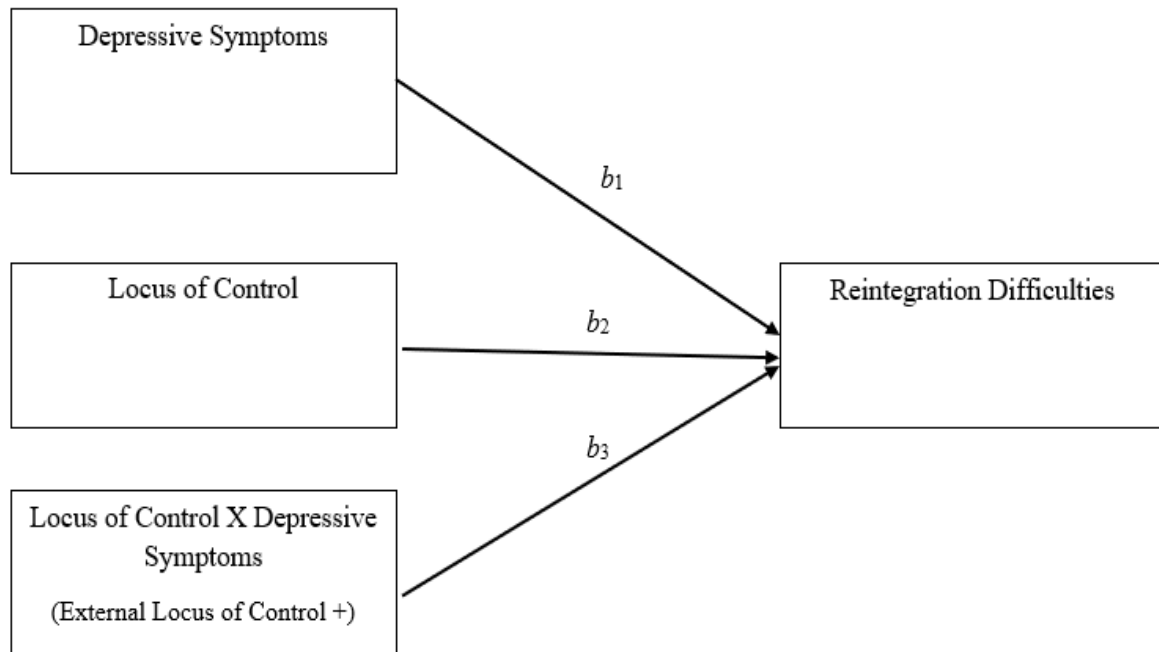 Depressive Symptoms
b1
Locus of Control
b2
Reintegration Difficulties
b3
Locus of Control X Depressive
Symptoms
(External Locus of Control +)